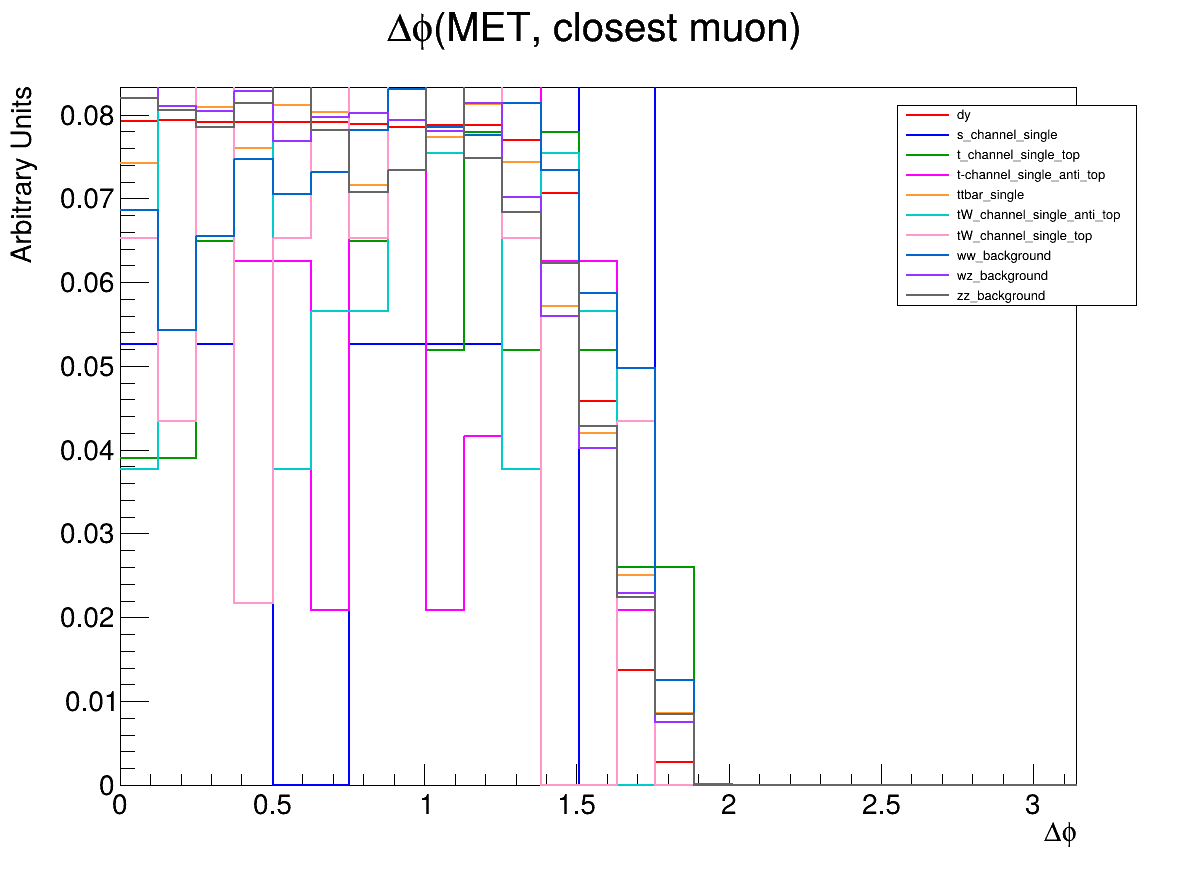 Δϕ(MET, closest muon)
Arbitrary Units
0.08
0.07
0.06
0.05
0.04
0.03
0.02
0.01
0
0 0.5 1 1.5 2 2.5 3
Δϕ
dy
s_channel_single
t_channel_single_top
t-channel_single_anti_top
ttbar_single
tW_channel_single_anti_top
tW_channel_single_top
ww_background
wz_background
zz_background